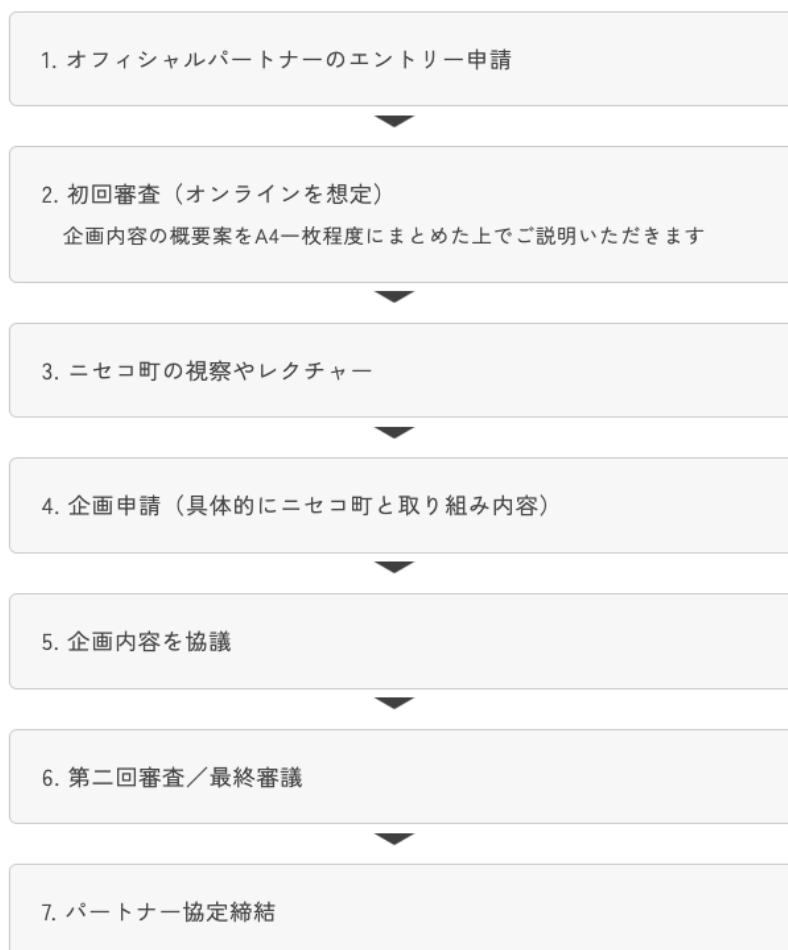 1. オフィシャルパートナーのエントリー申請
2. 初回審査（オンラインを想定）
企画内容の概要案をA4一枚程度にまとめた上でご説明いただきます
3. ニセコ町の視察やレクチャー
4. 企画申請（具体的にニセコ町と取り組み内容）
5. 企画内容を協議
6. 第二回審査／最終審議
7. パートナー協定締結